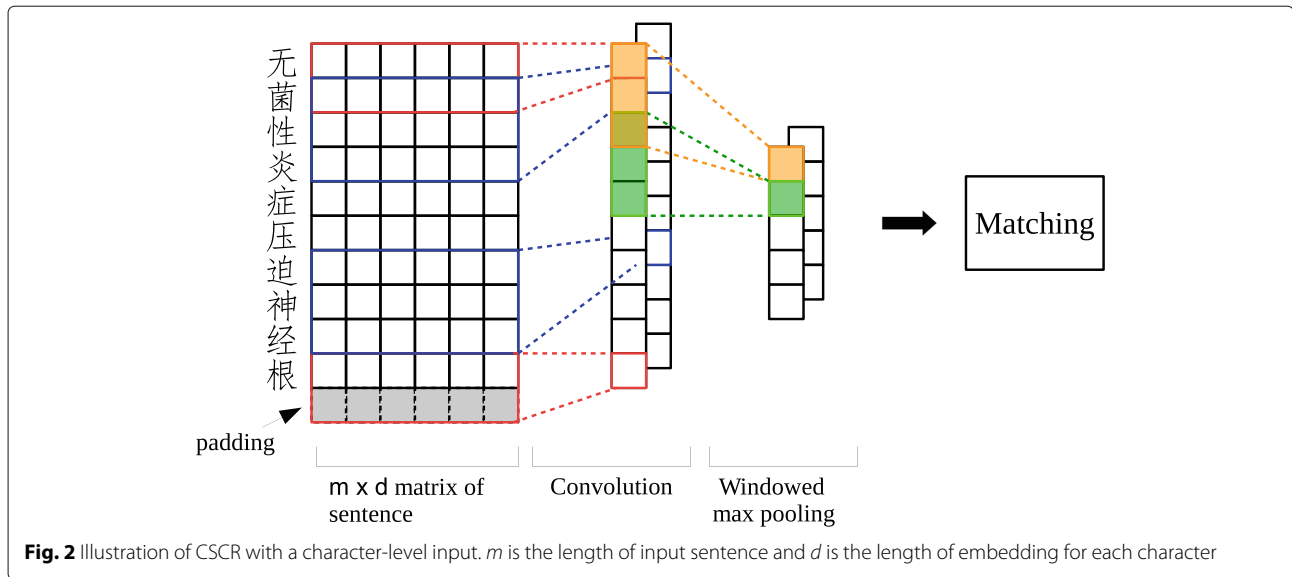 无
菌
性
炎
症
压
迫
神
经
根
padding
m x d matrix of
sentence
Convolution
Windowed
max pooling
Matching
Fig. 2 Illustration of CSCR with a character-level input. m is the length of input sentence and d is the length of embedding for each character